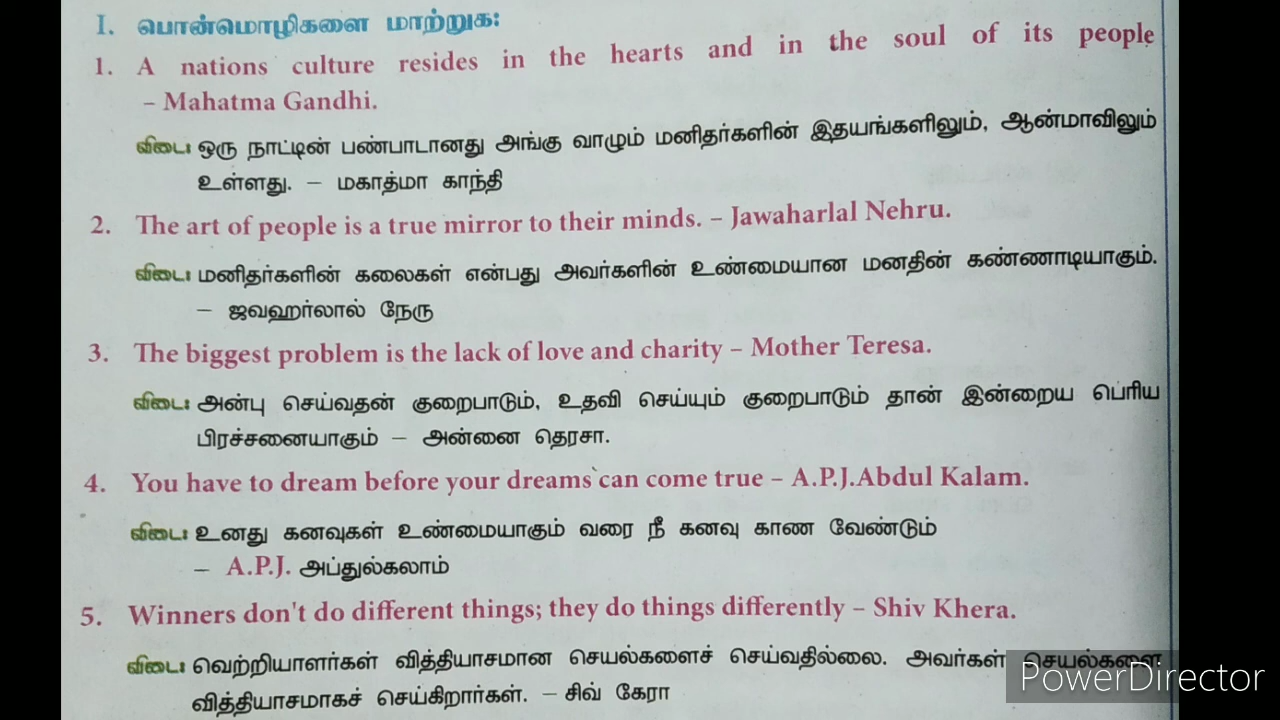 I. பொன்மொழிகளை மாற்றுக:
1. A nations culture resides in the hearts and in the soul of its people
– Mahatma Gandhi.
விடை: ஒரு நாட்டின் பண்பாடானது அங்கு வாழும் மனிதர்களின் இதயங்களிலும், ஆன்மாவிலும்
உள்ளது. – மகாத்மா காந்தி
2. The art of people is a true mirror to their minds. – Jawaharlal Nehru.
விடை: மனிதர்களின் கலைகள் என்பது அவர்களின் உண்மையான மனதின் கண்ணாடியாகும்.
– ஜவஹர்லால் நேரு
3. The biggest problem is the lack of love and charity – Mother Teresa.
விடை: அன்பு செய்வதன் குறைபாடும், உதவி செய்யும் குறைபாடும் தான் இன்றைய பெரிய
பிரச்சனையாகும் – அன்னை தெரசா.
4. You have to dream before your dreams can come true – A.P.J.Abdul Kalam.
விடை: உனது கனவுகள் உண்மையாகும் வரை நீ கனவு காண வேண்டும்
– A.P.J. அப்துல்கலாம்
5. Winners don't do different things; they do things differently – Shiv Khera.
விடை: வெற்றியாளர்கள் வித்தியாசமான செயல்களைச் செய்வதில்லை. அவர்கள் செயல்களை
வித்தியாசமாகச் செய்கிறார்கள். – சிவ் கேரா
PowerDirector